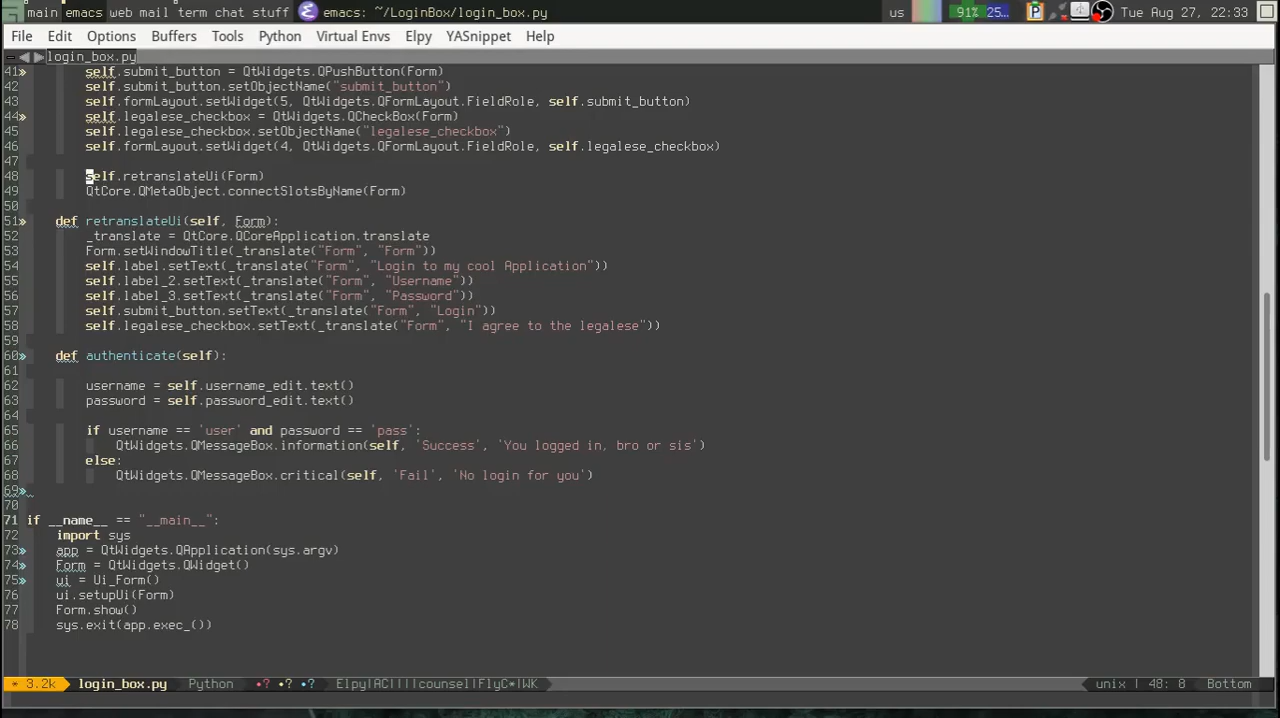 main emacs web mail term chat stuff emacs: ~/LoginBox/login_box.py us 91% 25... P Tue Aug 27, 22:33
File Edit Options Buffers Tools Python Virtual Envs Elpy YASnippet Help
login_box.py
41» self.submit_button = QtWidgets.QPushButton(Form)
42 self.submit_button.setObjectName("submit_button")
43 self.formLayout.setWidget(5, QtWidgets.QFormLayout.FieldRole, self.submit_button)
44» self.legalese_checkbox = QtWidgets.QCheckBox(Form)
45 self.legalese_checkbox.setObjectName("legalese_checkbox")
46 self.formLayout.setWidget(4, QtWidgets.QFormLayout.FieldRole, self.legalese_checkbox)
47
48 self.retranslateUi(Form)
49 QtCore.QMetaObject.connectSlotsByName(Form)
50
51» def retranslateUi(self, Form):
52 _translate = QtCore.QCoreApplication.translate
53 Form.setWindowTitle(_translate("Form", "Form"))
54 self.label.setText(_translate("Form", "Login to my cool Application"))
55 self.label_2.setText(_translate("Form", "Username"))
56 self.label_3.setText(_translate("Form", "Password"))
57 self.submit_button.setText(_translate("Form", "Login"))
58 self.legalese_checkbox.setText(_translate("Form", "I agree to the legalese"))
59
60» def authenticate(self):
61
62 username = self.username_edit.text()
63 password = self.password_edit.text()
64
65 if username == 'user' and password == 'pass':
66 QtWidgets.QMessageBox.information(self, 'Success', 'You logged in, bro or sis')
67 else:
68 QtWidgets.QMessageBox.critical(self, 'Fail', 'No login for you')
69»
70
71 if __name__ == "__main__":
72 import sys
73» app = QtWidgets.QApplication(sys.argv)
74» Form = QtWidgets.QWidget()
75» ui = Ui_Form()
76 ui.setupUi(Form)
77 Form.show()
78 sys.exit(app.exec_())
* 3.2k login_box.py Python •? •? •? Elpy|AC||||counsel|FlyC*|WK unix | 48: 8 Bottom